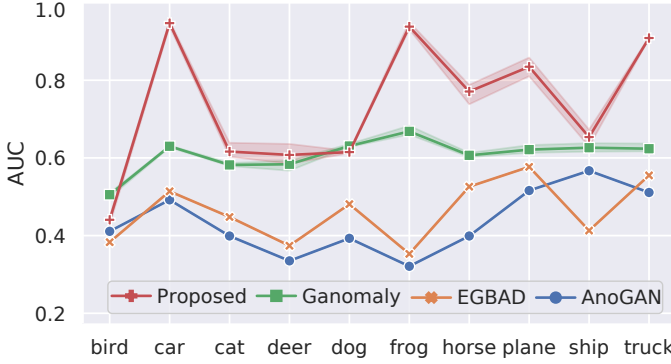 1.0
0.8
0.6
0.4
0.2
AUC
Proposed Ganomaly EGBAD AnoGAN
bird car cat deer dog frog horse plane ship truck